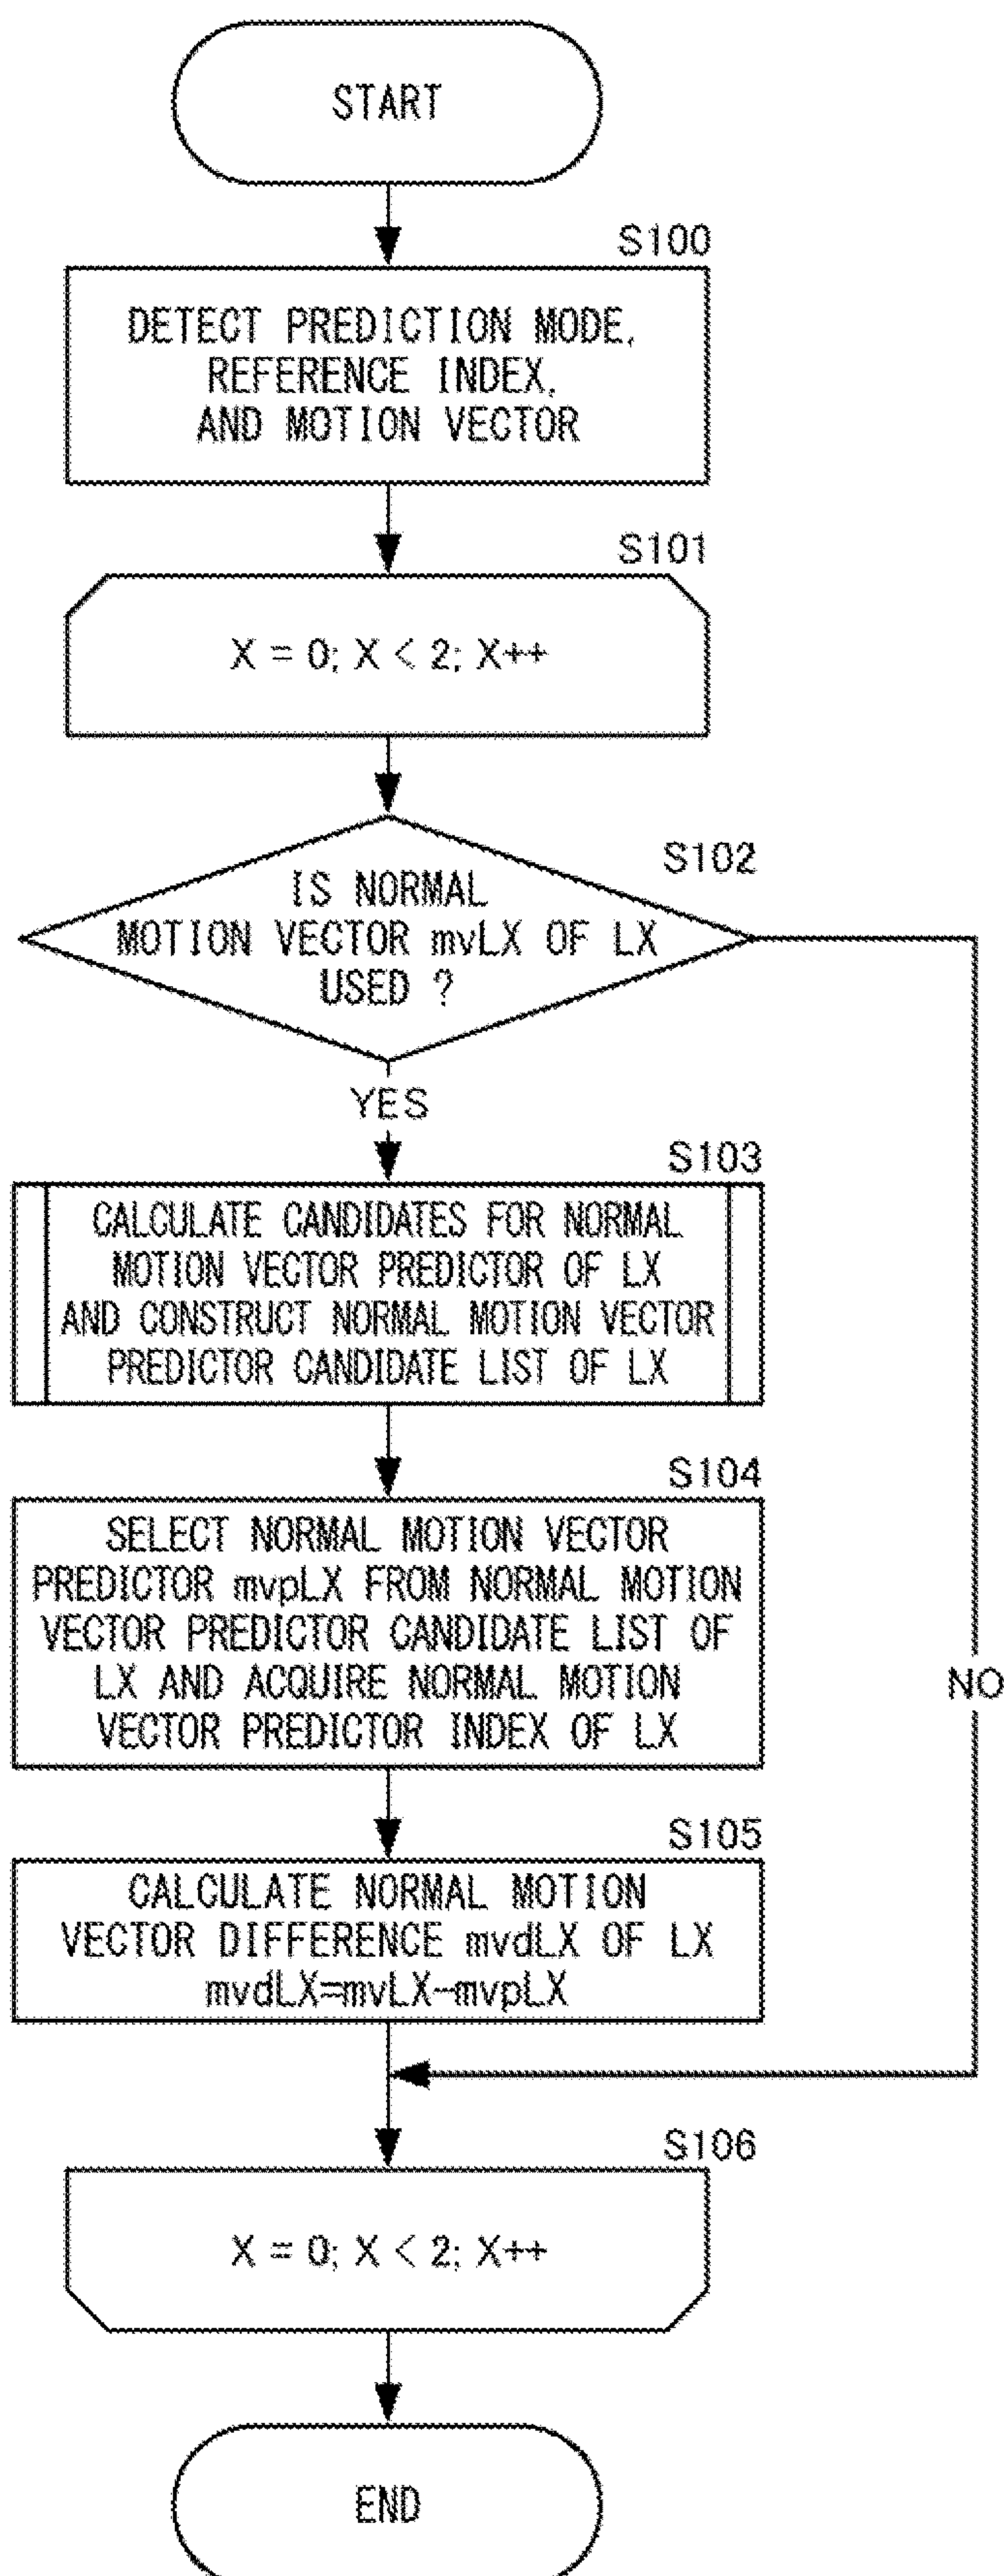 START
S100
DETECT PREDICTION MODE,
REFERENCE INDEX,
AND MOTION VECTOR
S101
X = 0; X < 2; X++
S102
IS NORMAL
MOTION VECTOR mvLX OF LX
USED ?
YES
S103
CALCULATE CANDIDATES FOR NORMAL
MOTION VECTOR PREDICTOR OF LX
AND CONSTRUCT NORMAL MOTION VECTOR
PREDICTOR CANDIDATE LIST OF LX
S104
SELECT NORMAL MOTION VECTOR
PREDICTOR mvpLX FROM NORMAL MOTION
VECTOR PREDICTOR CANDIDATE LIST OF
LX AND ACQUIRE NORMAL MOTION
VECTOR PREDICTOR INDEX OF LX
NO
S105
CALCULATE NORMAL MOTION
VECTOR DIFFERENCE mvdLX OF LX
mvdLX=mvLX-mvpLX
S106
X = 0; X < 2; X++
END